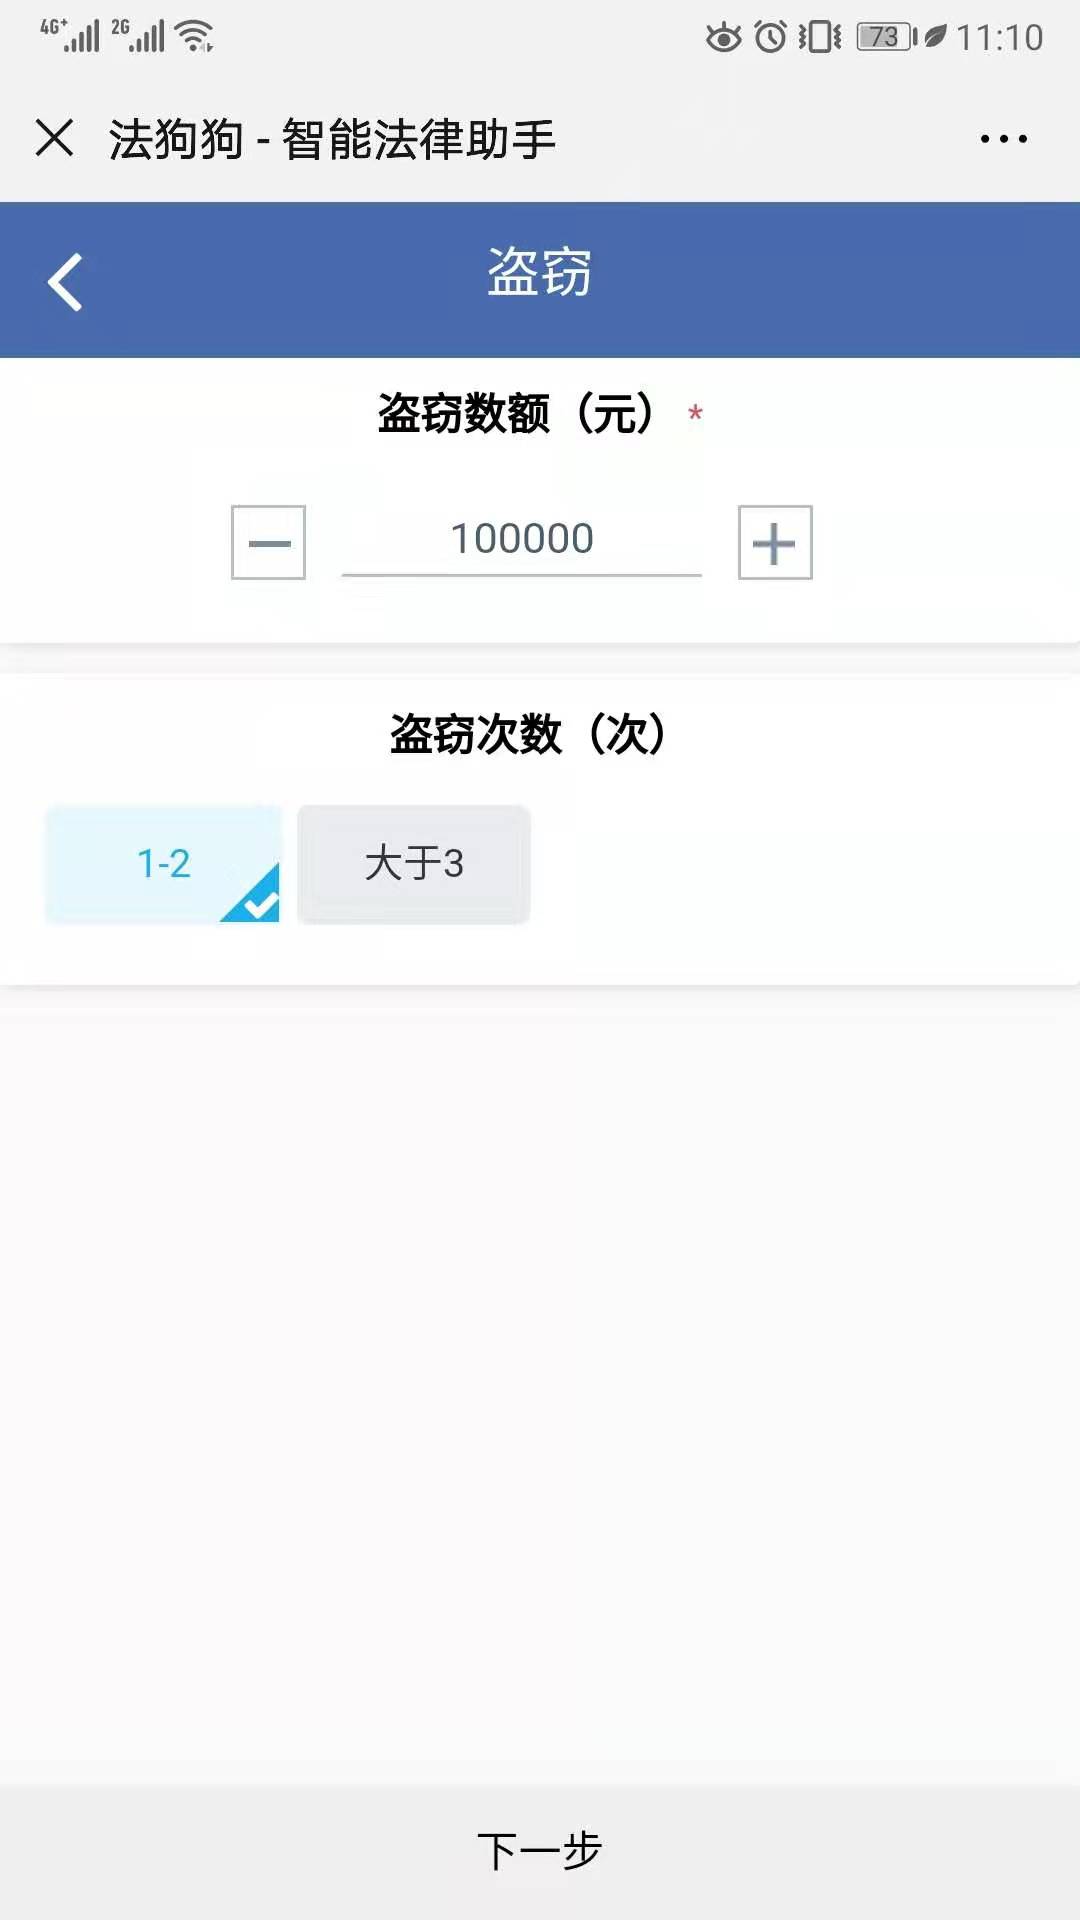 4G+ 2G 73 11:10
法狗狗 - 智能法律助手
盗窃
盗窃数额（元） *
100000
盗窃次数（次）
1-2 大于3
下一步